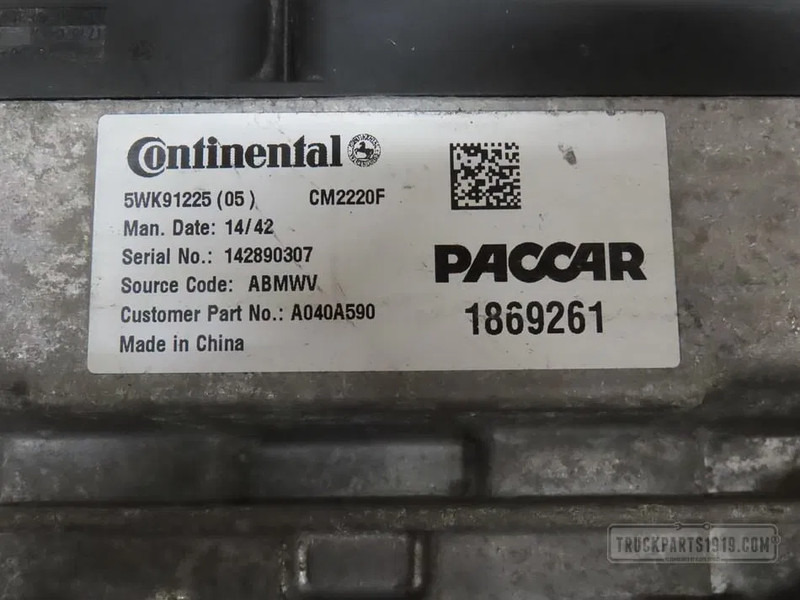 Continental
5WK91225 (05) CM2220F
Man. Date: 14/42
Serial No.: 142890307
Source Code: ABMWV
Customer Part No.: A040A590
Made in China
PACCAR
1869261
TRUCKPARTS1919.COM